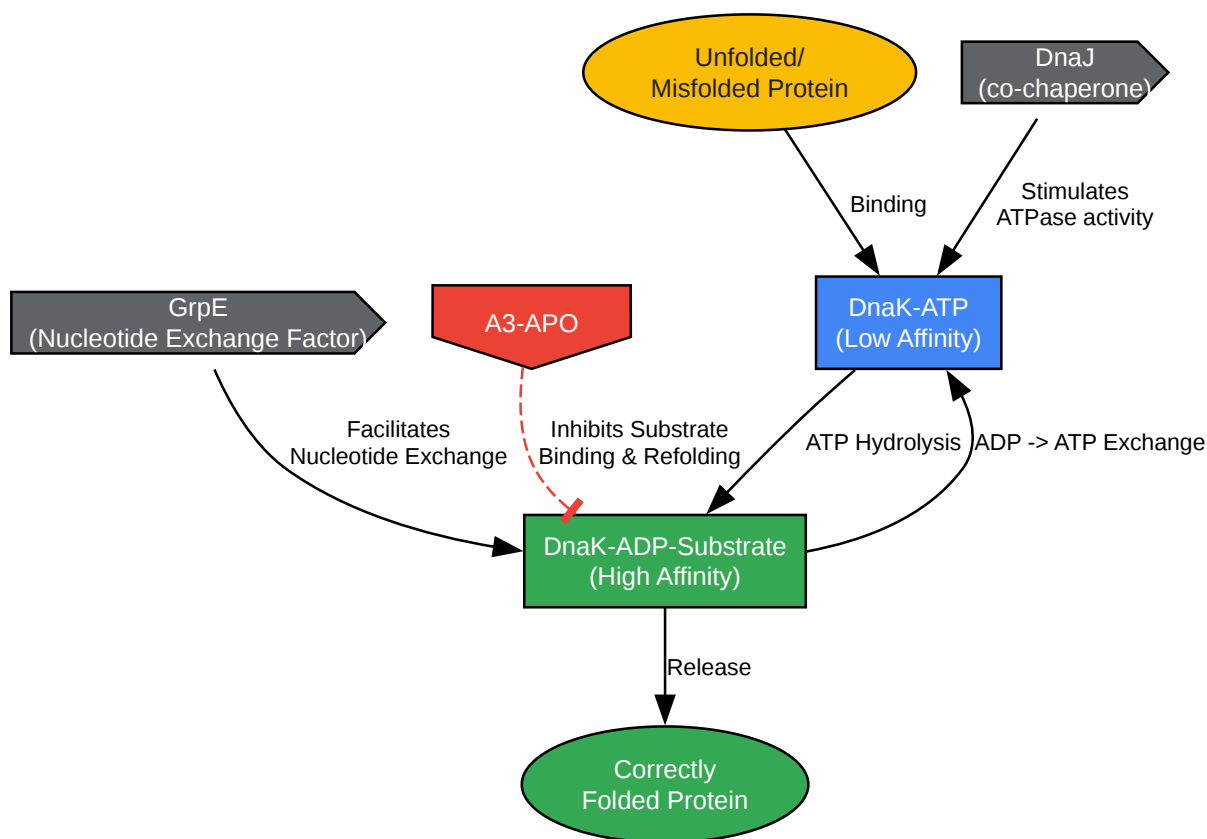 Unfolded/
Misfolded Protein
DnaJ
(co-chaperone)
Binding
Stimulates
ATPase activity
GrpE
(Nucleotide Exchange Factor)
A3-APO
DnaK-ATP
(Low Affinity)
Facilitates
Nucleotide Exchange
Inhibits Substrate
Binding & Refolding
ATP Hydrolysis
ADP -> ATP Exchange
DnaK-ADP-Substrate
(High Affinity)
Release
Correctly
Folded Protein